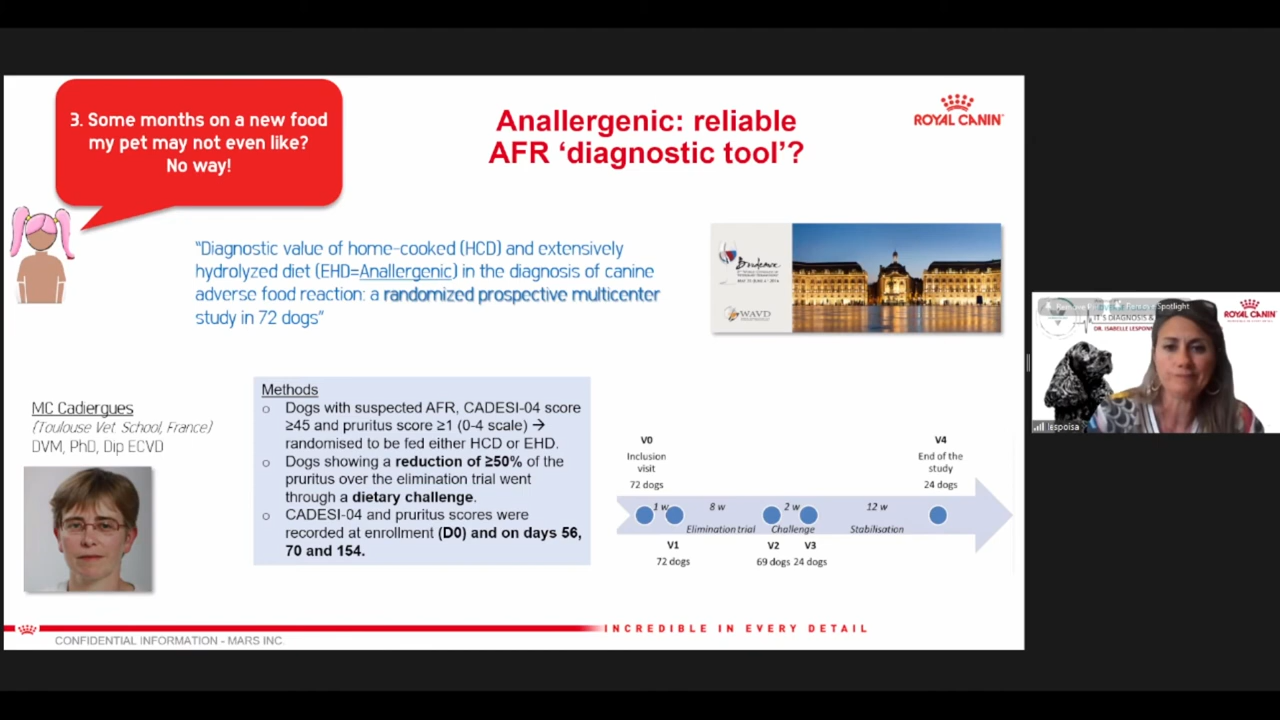 3. Some months on a new food
my pet may not even like?
No way!
Anallergenic: reliable
AFR ‘diagnostic tool’?
ROYAL CANIN
“Diagnostic value of home-cooked (HCD) and extensively
hydrolyzed diet (EHD=Anallergenic) in the diagnosis of canine
adverse food reaction: a randomized prospective multicenter
study in 72 dogs”
Bordeaux
WAVD
MC Cadiergues
(Toulouse Vet School, France)
DVM, PhD, Dip ECVD
Methods
o Dogs with suspected AFR, CADESI-04 score
≥45 and pruritus score ≥1 (0-4 scale) →
randomised to be fed either HCD or EHD.
o Dogs showing a reduction of ≥50% of the
pruritus over the elimination trial went
through a dietary challenge.
o CADESI-04 and pruritus scores were
recorded at enrollment (D0) and on days 56,
70 and 154.
V0
Inclusion
visit
72 dogs
V4
End of the
study
24 dogs
1 w 8 w 2 w 12 w
Elimination trial Challenge Stabilisation
V1
72 dogs
V2
69 dogs
V3
24 dogs
INCREDIBLE IN EVERY DETAIL
CONFIDENTIAL INFORMATION - MARS INC.
Spotlight
IT'S DIAGNOSIS &
DR. ISABELLE
ROYAL CANIN
lespoisa